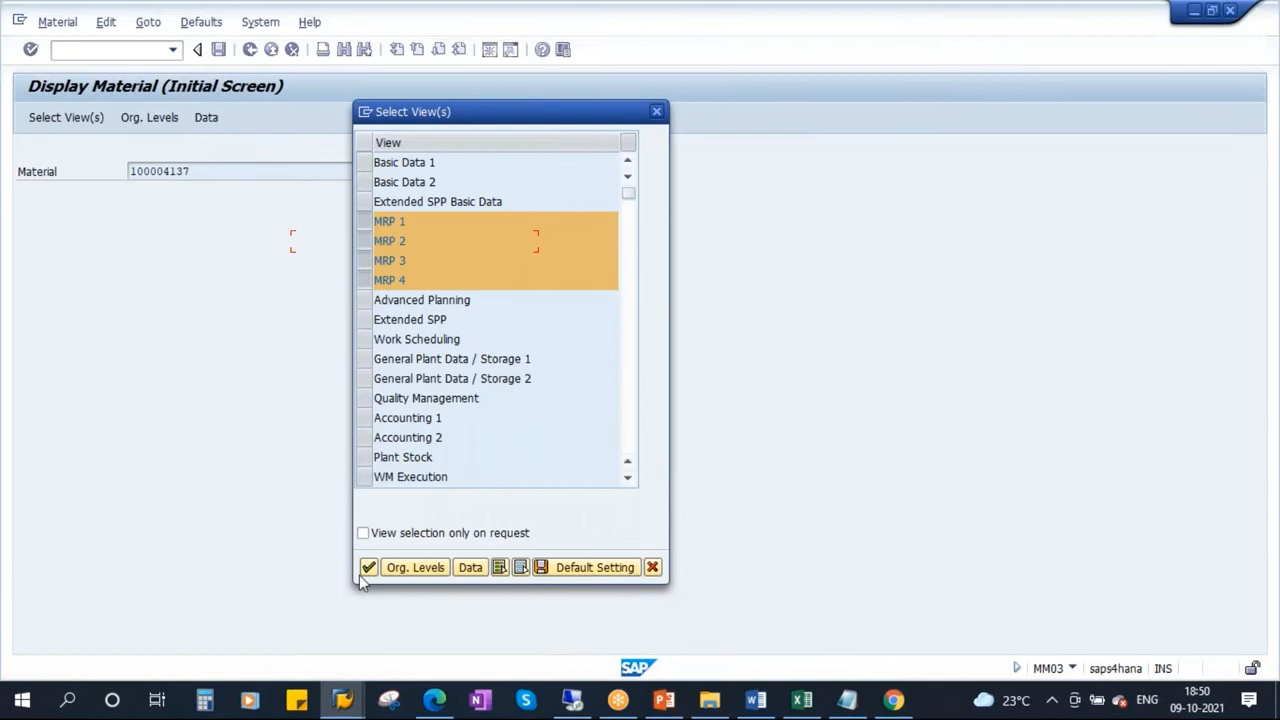 Material Edit Goto Defaults System Help
Display Material (Initial Screen)
Select View(s) Org. Levels Data
Material 100004137
Select View(s)
View
Basic Data 1
Basic Data 2
Extended SPP Basic Data
MRP 1
MRP 2
MRP 3
MRP 4
Advanced Planning
Extended SPP
Work Scheduling
General Plant Data / Storage 1
General Plant Data / Storage 2
Quality Management
Accounting 1
Accounting 2
Plant Stock
WM Execution
View selection only on request
Org. Levels Data Default Setting
SAP MM03 saps4hana INS
23°C ENG 18:50
09-10-2021